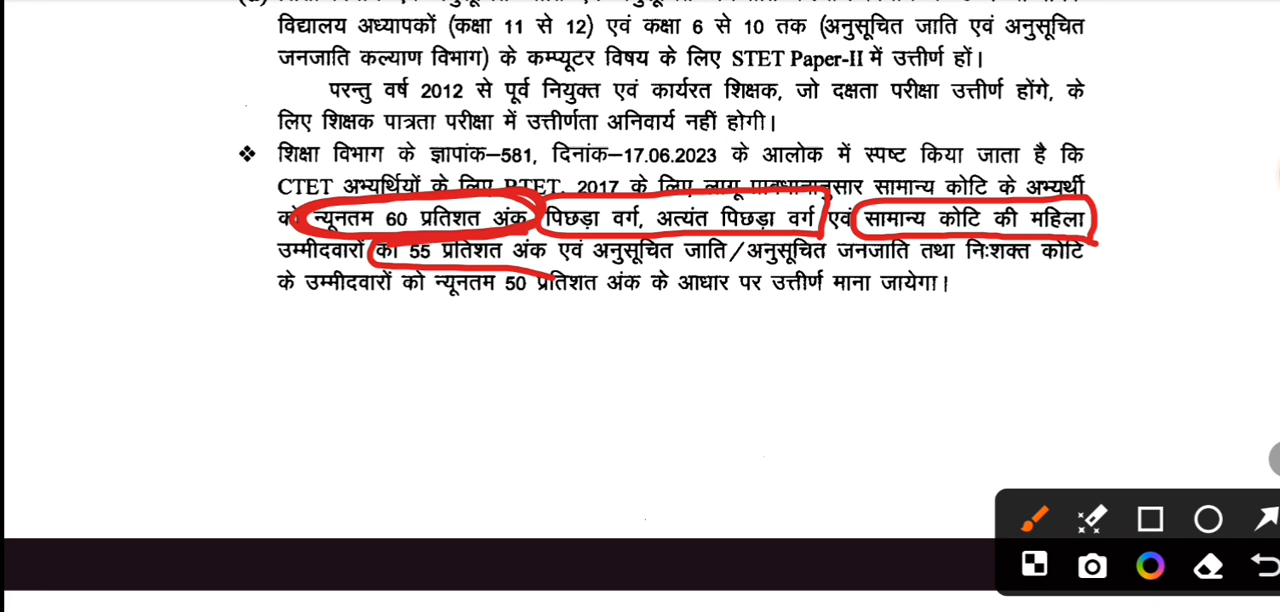 विद्यालय अध्यापकों (कक्षा 11 से 12) एवं कक्षा 6 से 10 तक (अनुसूचित जाति एवं अनुसूचित
जनजाति कल्याण विभाग) के कम्प्यूटर विषय के लिए STET Paper-II में उत्तीर्ण हों।
परन्तु वर्ष 2012 से पूर्व नियुक्त एवं कार्यरत शिक्षक, जो दक्षता परीक्षा उत्तीर्ण होंगे, के
लिए शिक्षक पात्रता परीक्षा में उत्तीर्णता अनिवार्य नहीं होगी।
❖ शिक्षा विभाग के ज्ञापांक–581, दिनांक–17.06.2023 के आलोक में स्पष्ट किया जाता है कि
CTET अभ्यर्थियों के लिए BTET, 2017 के लिए लागू प्रावधानानुसार सामान्य कोटि के अभ्यर्थी
को न्यूनतम 60 प्रतिशत अंक पिछड़ा वर्ग, अत्यंत पिछड़ा वर्ग एवं सामान्य कोटि की महिला
उम्मीदवारों को 55 प्रतिशत अंक एवं अनुसूचित जाति/अनुसूचित जनजाति तथा निःशक्त कोटि
के उम्मीदवारों को न्यूनतम 50 प्रतिशत अंक के आधार पर उत्तीर्ण माना जायेगा।